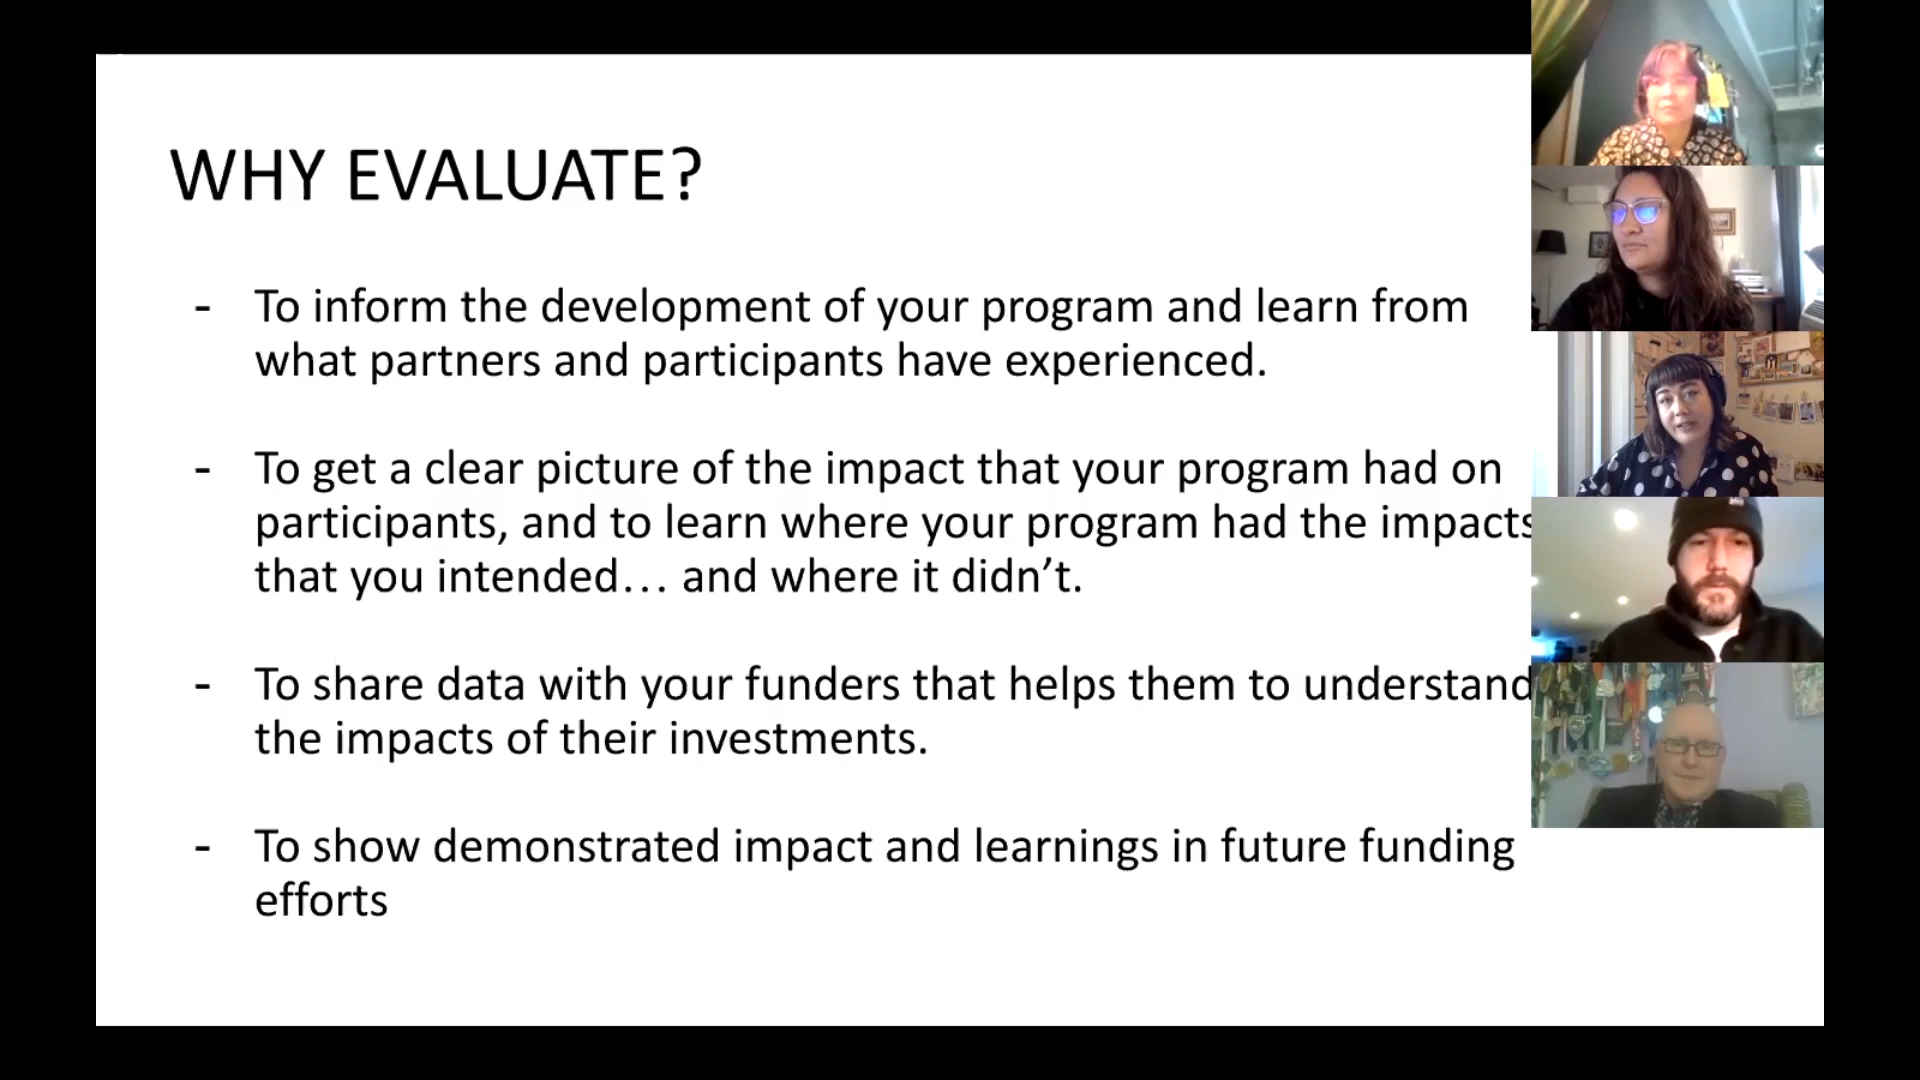 WHY EVALUATE?
- To inform the development of your program and learn from
what partners and participants have experienced.
- To get a clear picture of the impact that your program had on
participants, and to learn where your program had the impacts
that you intended… and where it didn’t.
- To share data with your funders that helps them to understand
the impacts of their investments.
- To show demonstrated impact and learnings in future funding
efforts